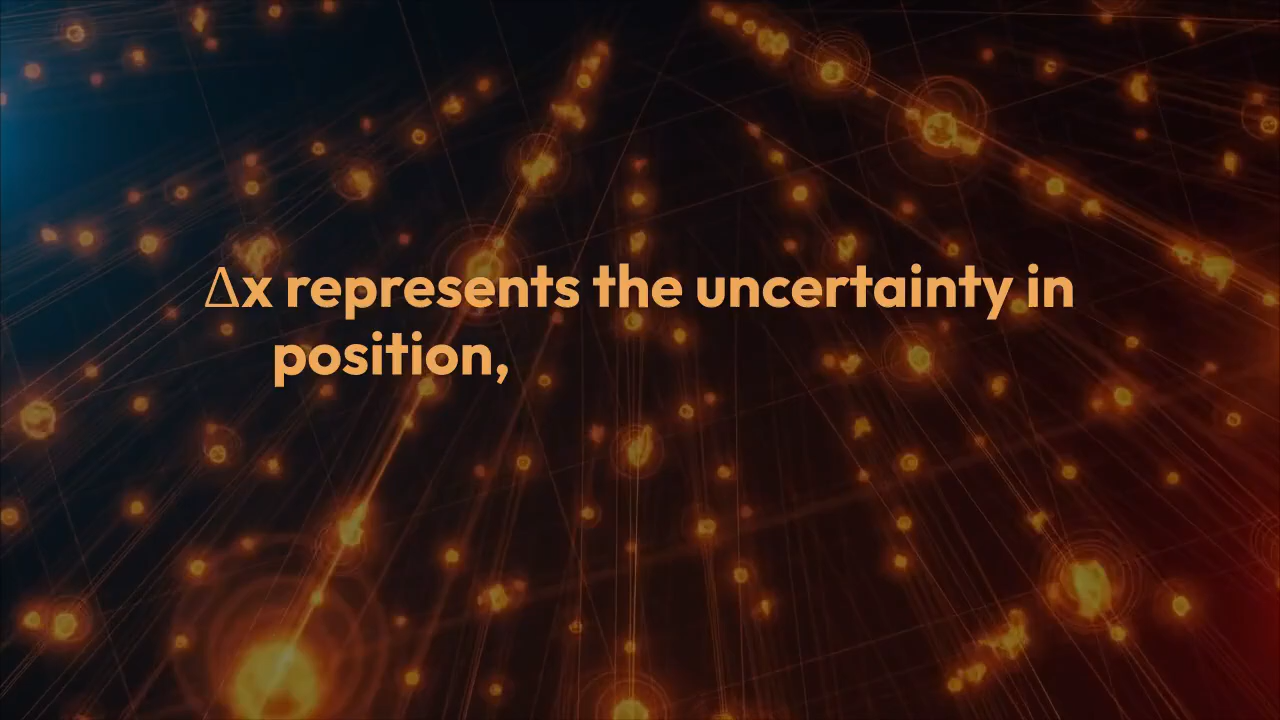 Δx represents the uncertainty in
position,